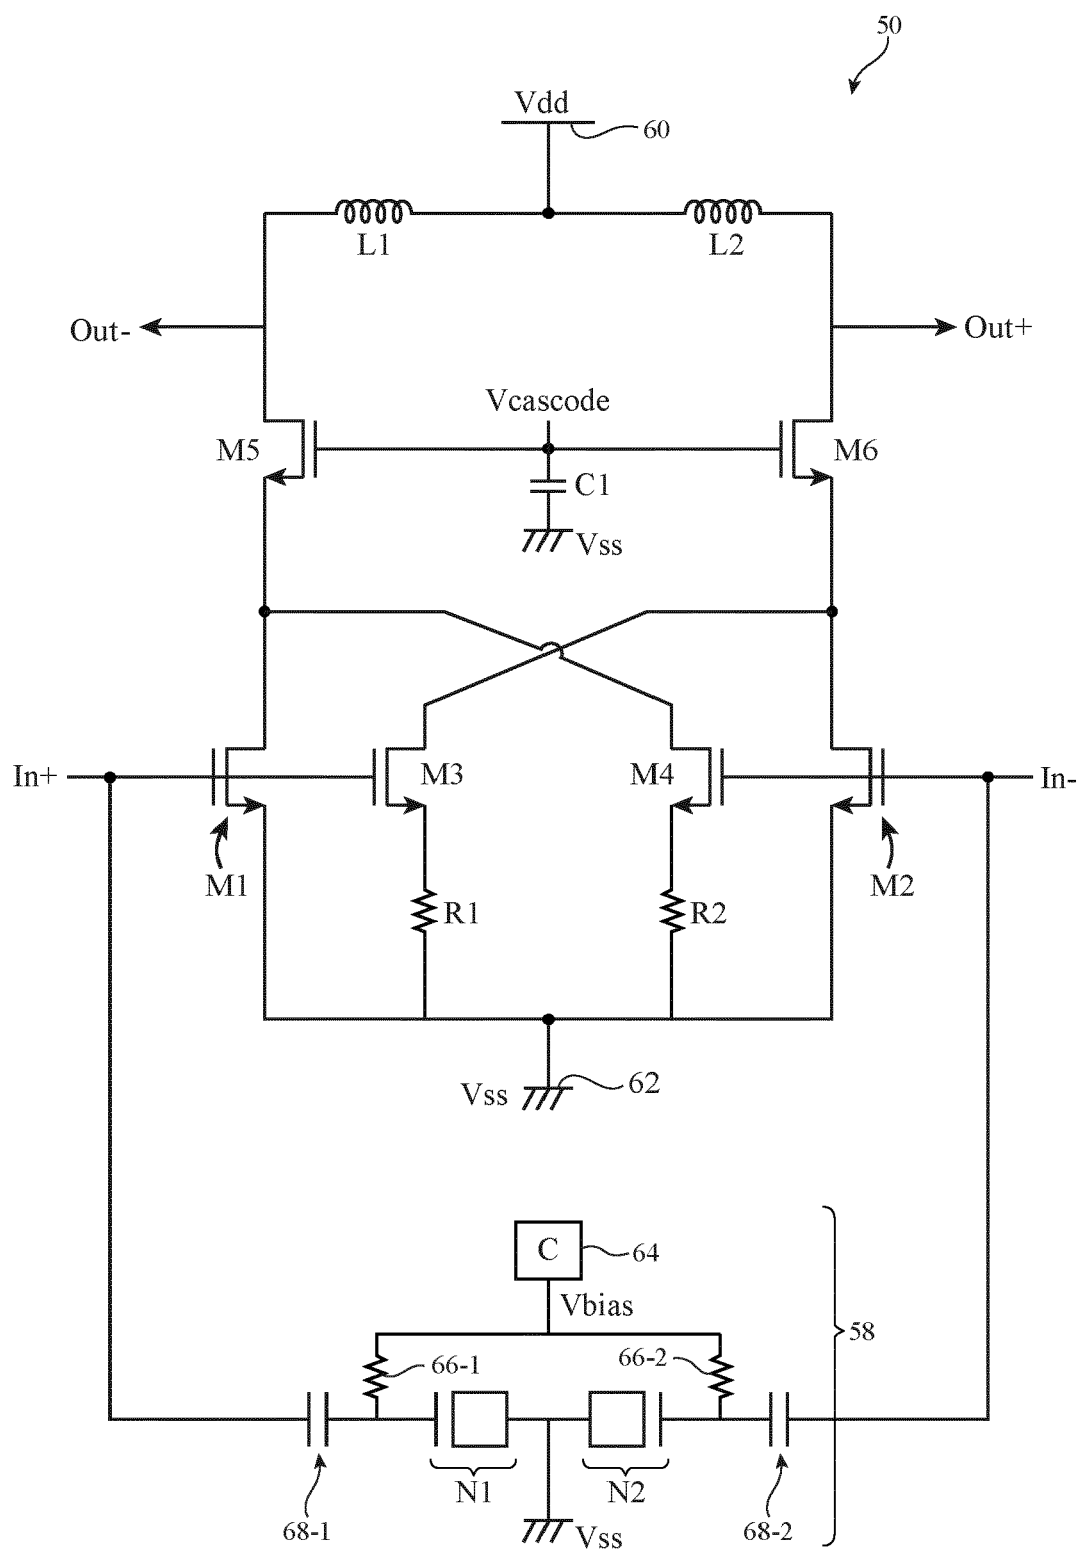 50
Vdd
60
L1
L2
Out-
Out+
Vcascode
M5
M6
C1
Vss
In+
M3
M4
In-
M1
M2
R1
R2
Vss
62
C
64
Vbias
58
66-1
66-2
N1
N2
68-1
Vss
68-2